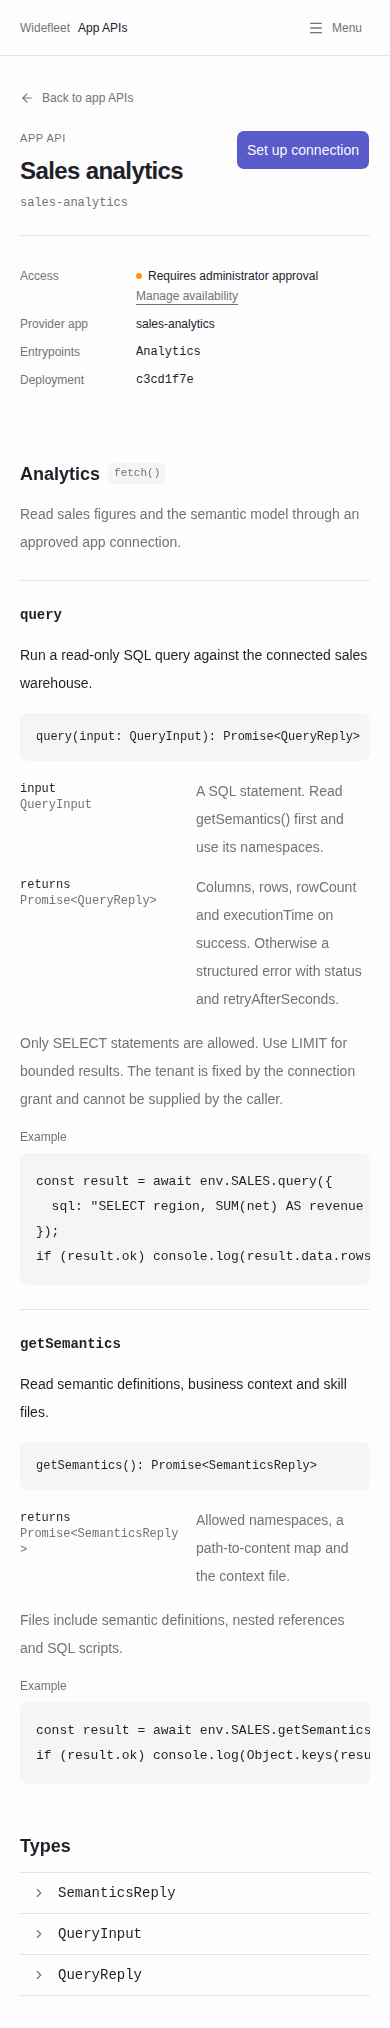 Widefleet App APIs
Menu
Back to app APIs
APP API
Sales analytics
Set up connection
sales-analytics
Access
Requires administrator approval
Manage availability
Provider app
sales-analytics
Entrypoints
Analytics
Deployment
c3cd1f7e
Analytics fetch()
Read sales figures and the semantic model through an
approved app connection.
query
Run a read-only SQL query against the connected sales
warehouse.
query(input: QueryInput): Promise<QueryReply>
input
QueryInput
A SQL statement. Read
getSemantics() first and
use its namespaces.
returns
Promise<QueryReply>
Columns, rows, rowCount
and executionTime on
success. Otherwise a
structured error with status
and retryAfterSeconds.
Only SELECT statements are allowed. Use LIMIT for
bounded results. The tenant is fixed by the connection
grant and cannot be supplied by the caller.
Example
const result = await env.SALES.query({
  sql: "SELECT region, SUM(net) AS revenue
});
if (result.ok) console.log(result.data.rows
getSemantics
Read semantic definitions, business context and skill
files.
getSemantics(): Promise<SemanticsReply>
returns
Promise<SemanticsReply
>
Allowed namespaces, a
path-to-content map and
the context file.
Files include semantic definitions, nested references
and SQL scripts.
Example
const result = await env.SALES.getSemantics
if (result.ok) console.log(Object.keys(resu
Types
SemanticsReply
QueryInput
QueryReply